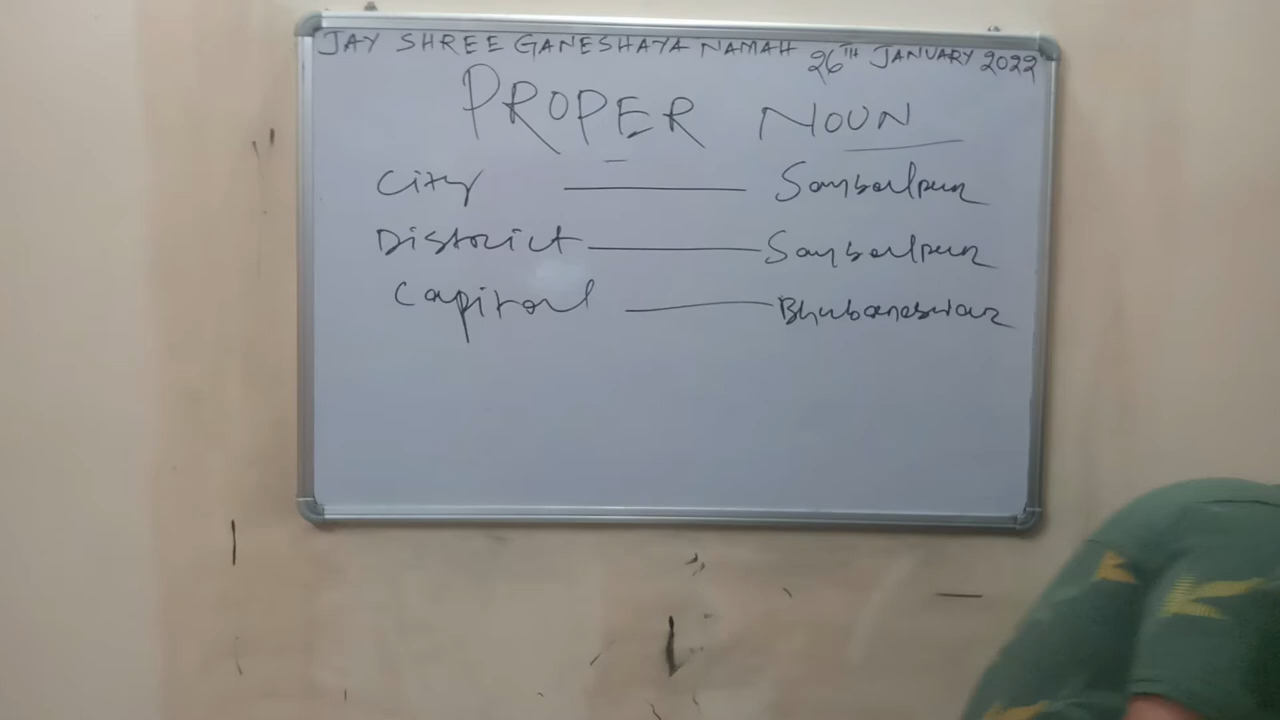 JAY SHREE GANESHAYA NAMAH 26TH JANUARY 2022
PROPER NOUN
City — Sambalpur
District — Sambalpur
Capital — Bhubaneswar